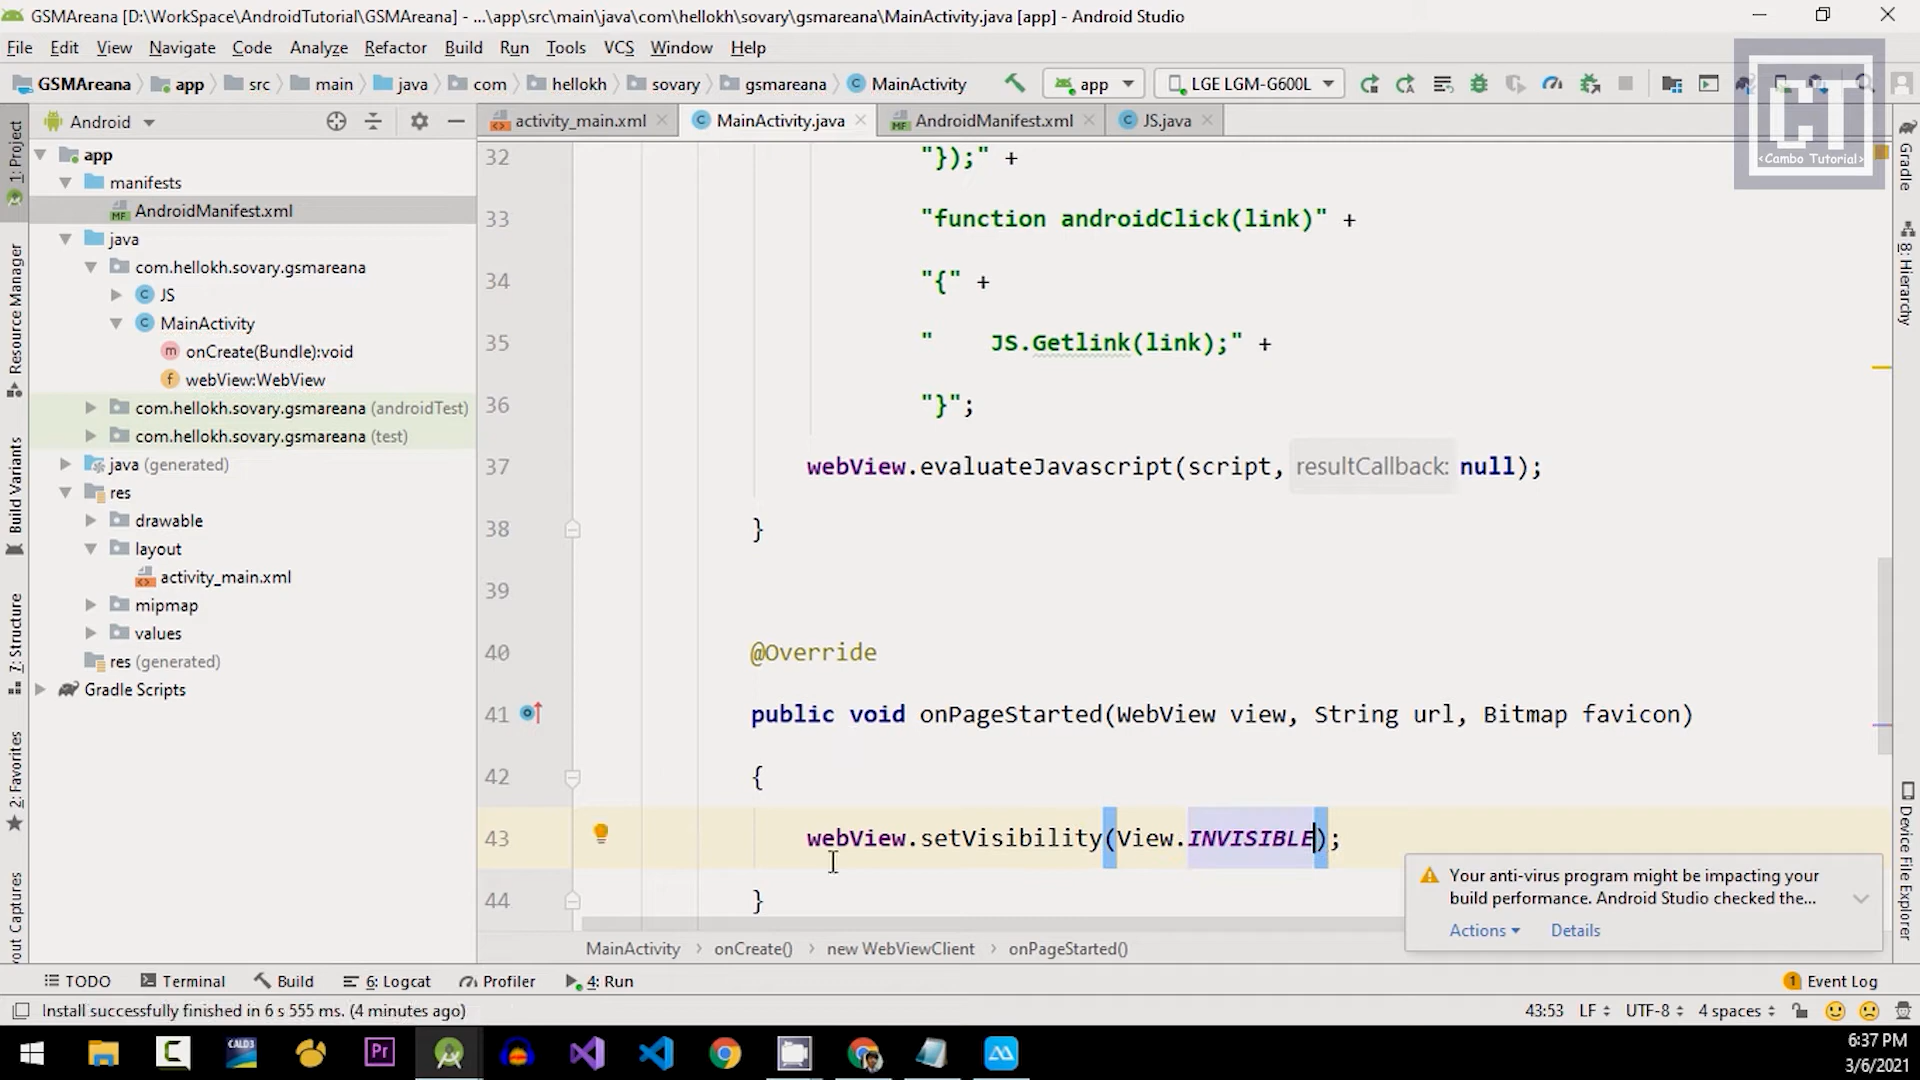 GSMAreana [D:\WorkSpace\AndroidTutorial\GSMAreana] - ...\app\src\main\java\com\hellokh\sovary\gsmareana\MainActivity.java [app] - Android Studio
File Edit View Navigate Code Analyze Refactor Build Run Tools VCS Window Help
GSMAreana app src main java com hellokh sovary gsmareana MainActivity app LGE LGM-G600L
CT
<Cambo Tutorial>
Android
activity_main.xml MainActivity.java AndroidManifest.xml JS.java
1: Project
Resource Manager
Build Variants
7: Structure
2: Favorites
Layout Captures
app
manifests
AndroidManifest.xml
java
com.hellokh.sovary.gsmareana
JS
MainActivity
onCreate(Bundle):void
webView:WebView
com.hellokh.sovary.gsmareana (androidTest)
com.hellokh.sovary.gsmareana (test)
java (generated)
res
drawable
layout
activity_main.xml
mipmap
values
res (generated)
Gradle Scripts
32 "});" +
33 "function androidClick(link)" +
34 "{" +
35 "    JS.Getlink(link);" +
36 "}";
37 webView.evaluateJavascript(script, resultCallback: null);
38 }
39
40 @Override
41 public void onPageStarted(WebView view, String url, Bitmap favicon)
42 {
43 webView.setVisibility(View.INVISIBLE);
44 }
Gradle
8: Hierarchy
Device File Explorer
Your anti-virus program might be impacting your
build performance. Android Studio checked the...
Actions Details
MainActivity onCreate() new WebViewClient onPageStarted()
TODO Terminal Build 6: Logcat Profiler 4: Run 1 Event Log
Install successfully finished in 6 s 555 ms. (4 minutes ago) 43:53 LF UTF-8 4 spaces
CALD3
Pr
6:37 PM
3/6/2021